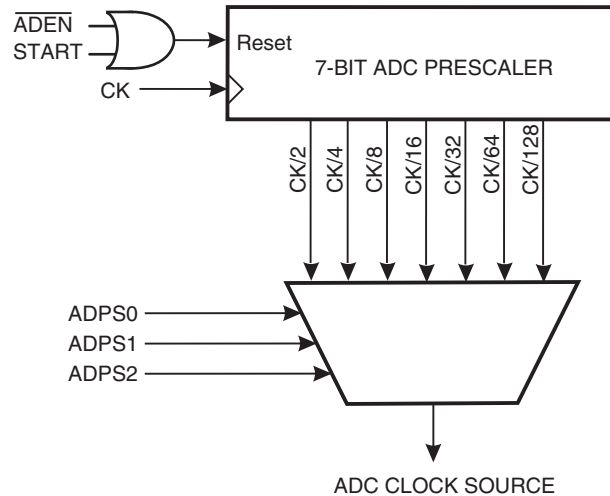 ADEN
START
Reset
7-BIT ADC PRESCALER
CK
CK/2
CK/4
CK/8
CK/16
CK/32
CK/64
CK/128
ADPS0
ADPS1
ADPS2
ADC CLOCK SOURCE